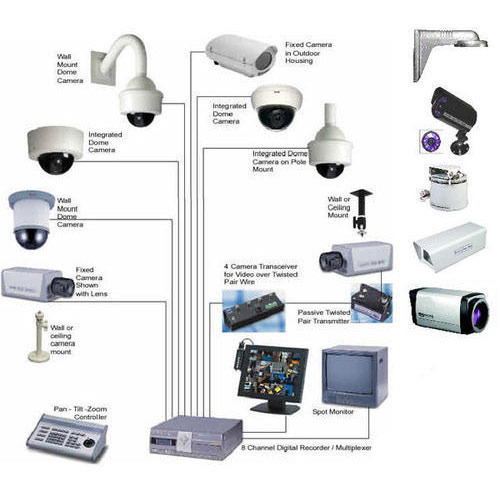 Wall
Mount
Dome
Camera
Fixed Camera
in Outdoor
Housing
Integrated
Dome
Camera
Integrated
Dome
Camera
Integrated Dome
Camera on Pole
Mount
Wall
Mount
Dome
Camera
Wall or
Ceiling
Mount
Fixed
Camera
Shown
with Lens
4 Camera Transceiver
for Video over Twisted
Pair Wire
Wall or
ceiling
camera
mount
Passive Twisted
Pair Transmitter
Pan - Tilt -Zoom
Controller
Spot Monitor
8 Channel Digital Recorder / Multiplexer